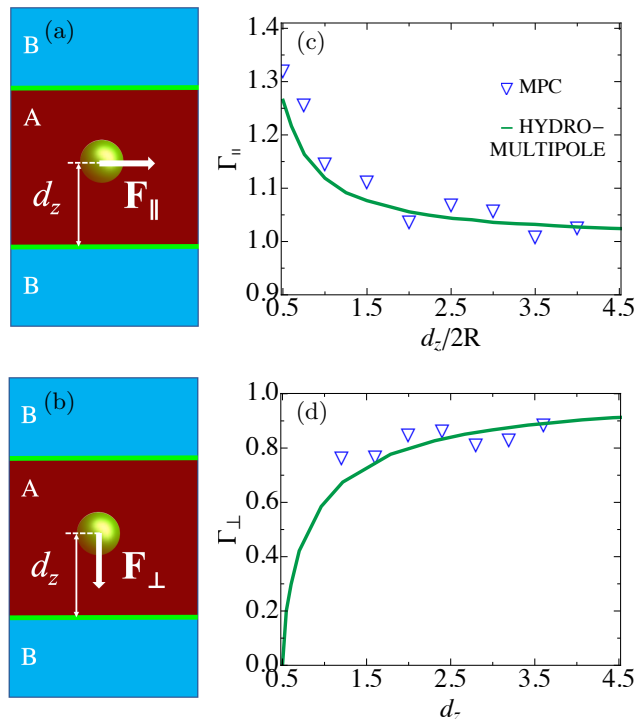 (a)
B
A
d_z
F_∥
B
(c)
1.4
1.3
1.2
1.1
1.0
0.9
Γ_∥
▽ MPC
— HYDRO−
MULTIPOLE
0.5 1.5 2.5 3.5 4.5
d_z/2R
(b)
B
A
d_z
F_⊥
B
(d)
1.0
0.8
0.6
0.4
0.2
0.0
Γ_⊥
0.5 1.5 2.5 3.5 4.5
d_z